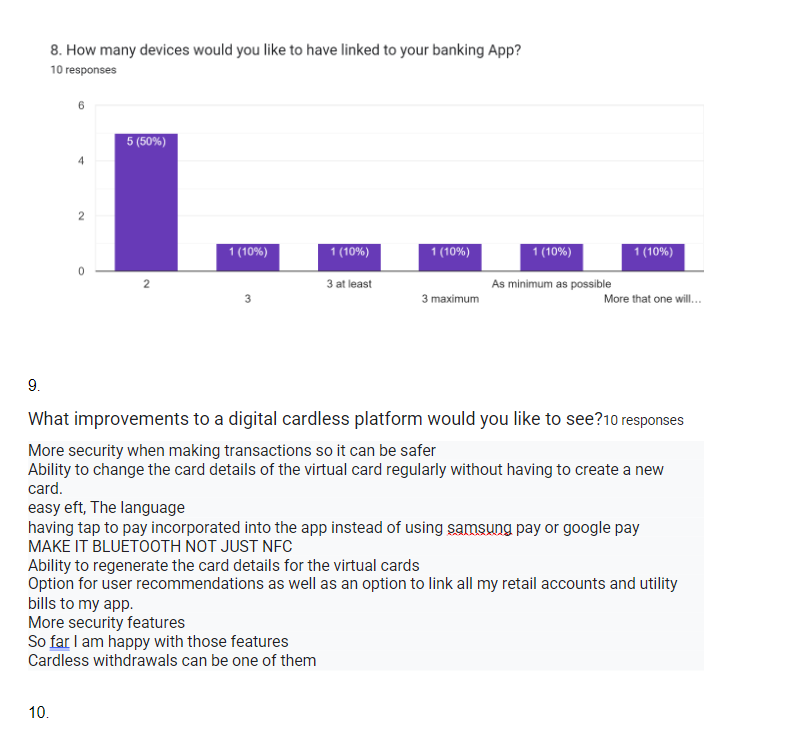 8. How many devices would you like to have linked to your banking App?
10 responses
6
4
2
0
5 (50%)
1 (10%)
1 (10%)
1 (10%)
1 (10%)
1 (10%)
2
3
3 at least
3 maximum
As minimum as possible
More that one will...
9.
What improvements to a digital cardless platform would you like to see?10 responses
More security when making transactions so it can be safer
Ability to change the card details of the virtual card regularly without having to create a new
card.
easy eft, The language
having tap to pay incorporated into the app instead of using samsung pay or google pay
MAKE IT BLUETOOTH NOT JUST NFC
Ability to regenerate the card details for the virtual cards
Option for user recommendations as well as an option to link all my retail accounts and utility
bills to my app.
More security features
So far I am happy with those features
Cardless withdrawals can be one of them
10.